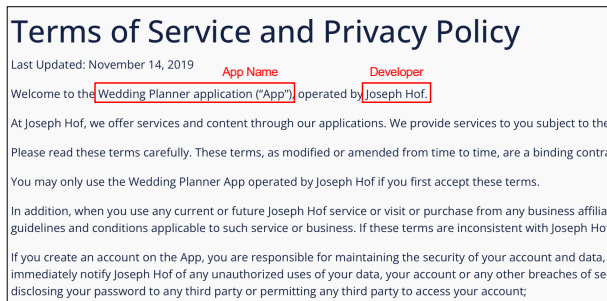 Terms of Service and Privacy Policy
Last Updated: November 14, 2019
App Name Developer
Welcome to the Wedding Planner application (“App”), operated by Joseph Hof.
At Joseph Hof, we offer services and content through our applications. We provide services to you subject to the
Please read these terms carefully. These terms, as modified or amended from time to time, are a binding
You may only use the Wedding Planner App operated by Joseph Hof if you first accept these terms.
In addition, when you use any current or future Joseph Hof service or visit or purchase from any business
guidelines and conditions applicable to such service or business. If these terms are inconsistent with Joseph
If you create an account on the App, you are responsible for maintaining the security of your account and data,
immediately notify Joseph Hof of any unauthorized uses of your data, your account or any other breaches of
disclosing your password to any third party or permitting any third party to access your account;